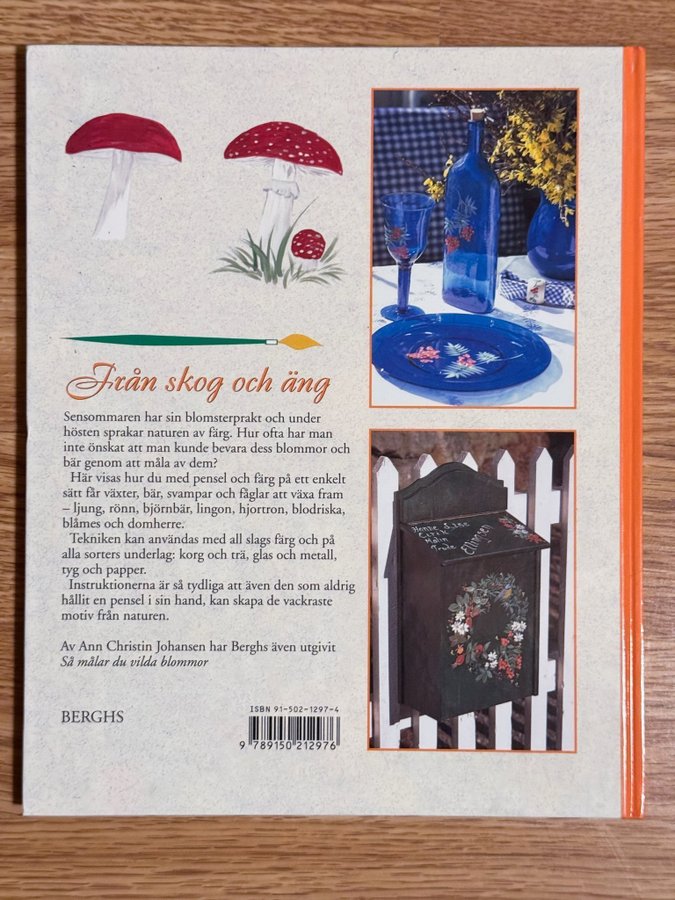 Från skog och äng
Sensommaren har sin blomsterprakt och under
hösten sprakar naturen av färg. Hur ofta har man
inte önskat att man kunde bevara dess blommor och
bär genom att måla av dem?
Här visas hur du med pensel och färg på ett enkelt
sätt får växter, bär, svampar och fåglar att växa fram
– ljung, rönn, björnbär, lingon, hjortron, blodriska,
blåmes och domherre.
Tekniken kan användas med all slags färg och på
alla sorters underlag: korg och trä, glas och metall,
tyg och papper.
Instruktionerna är så tydliga att även den som aldrig
hållit en pensel i sin hand, kan skapa de vackraste
motiv från naturen.
Av Ann Christin Johansen har Berghs även utgivit
Så målar du vilda blommor
BERGHS
ISBN 91-502-1297-4
9 789150 212976
Malin